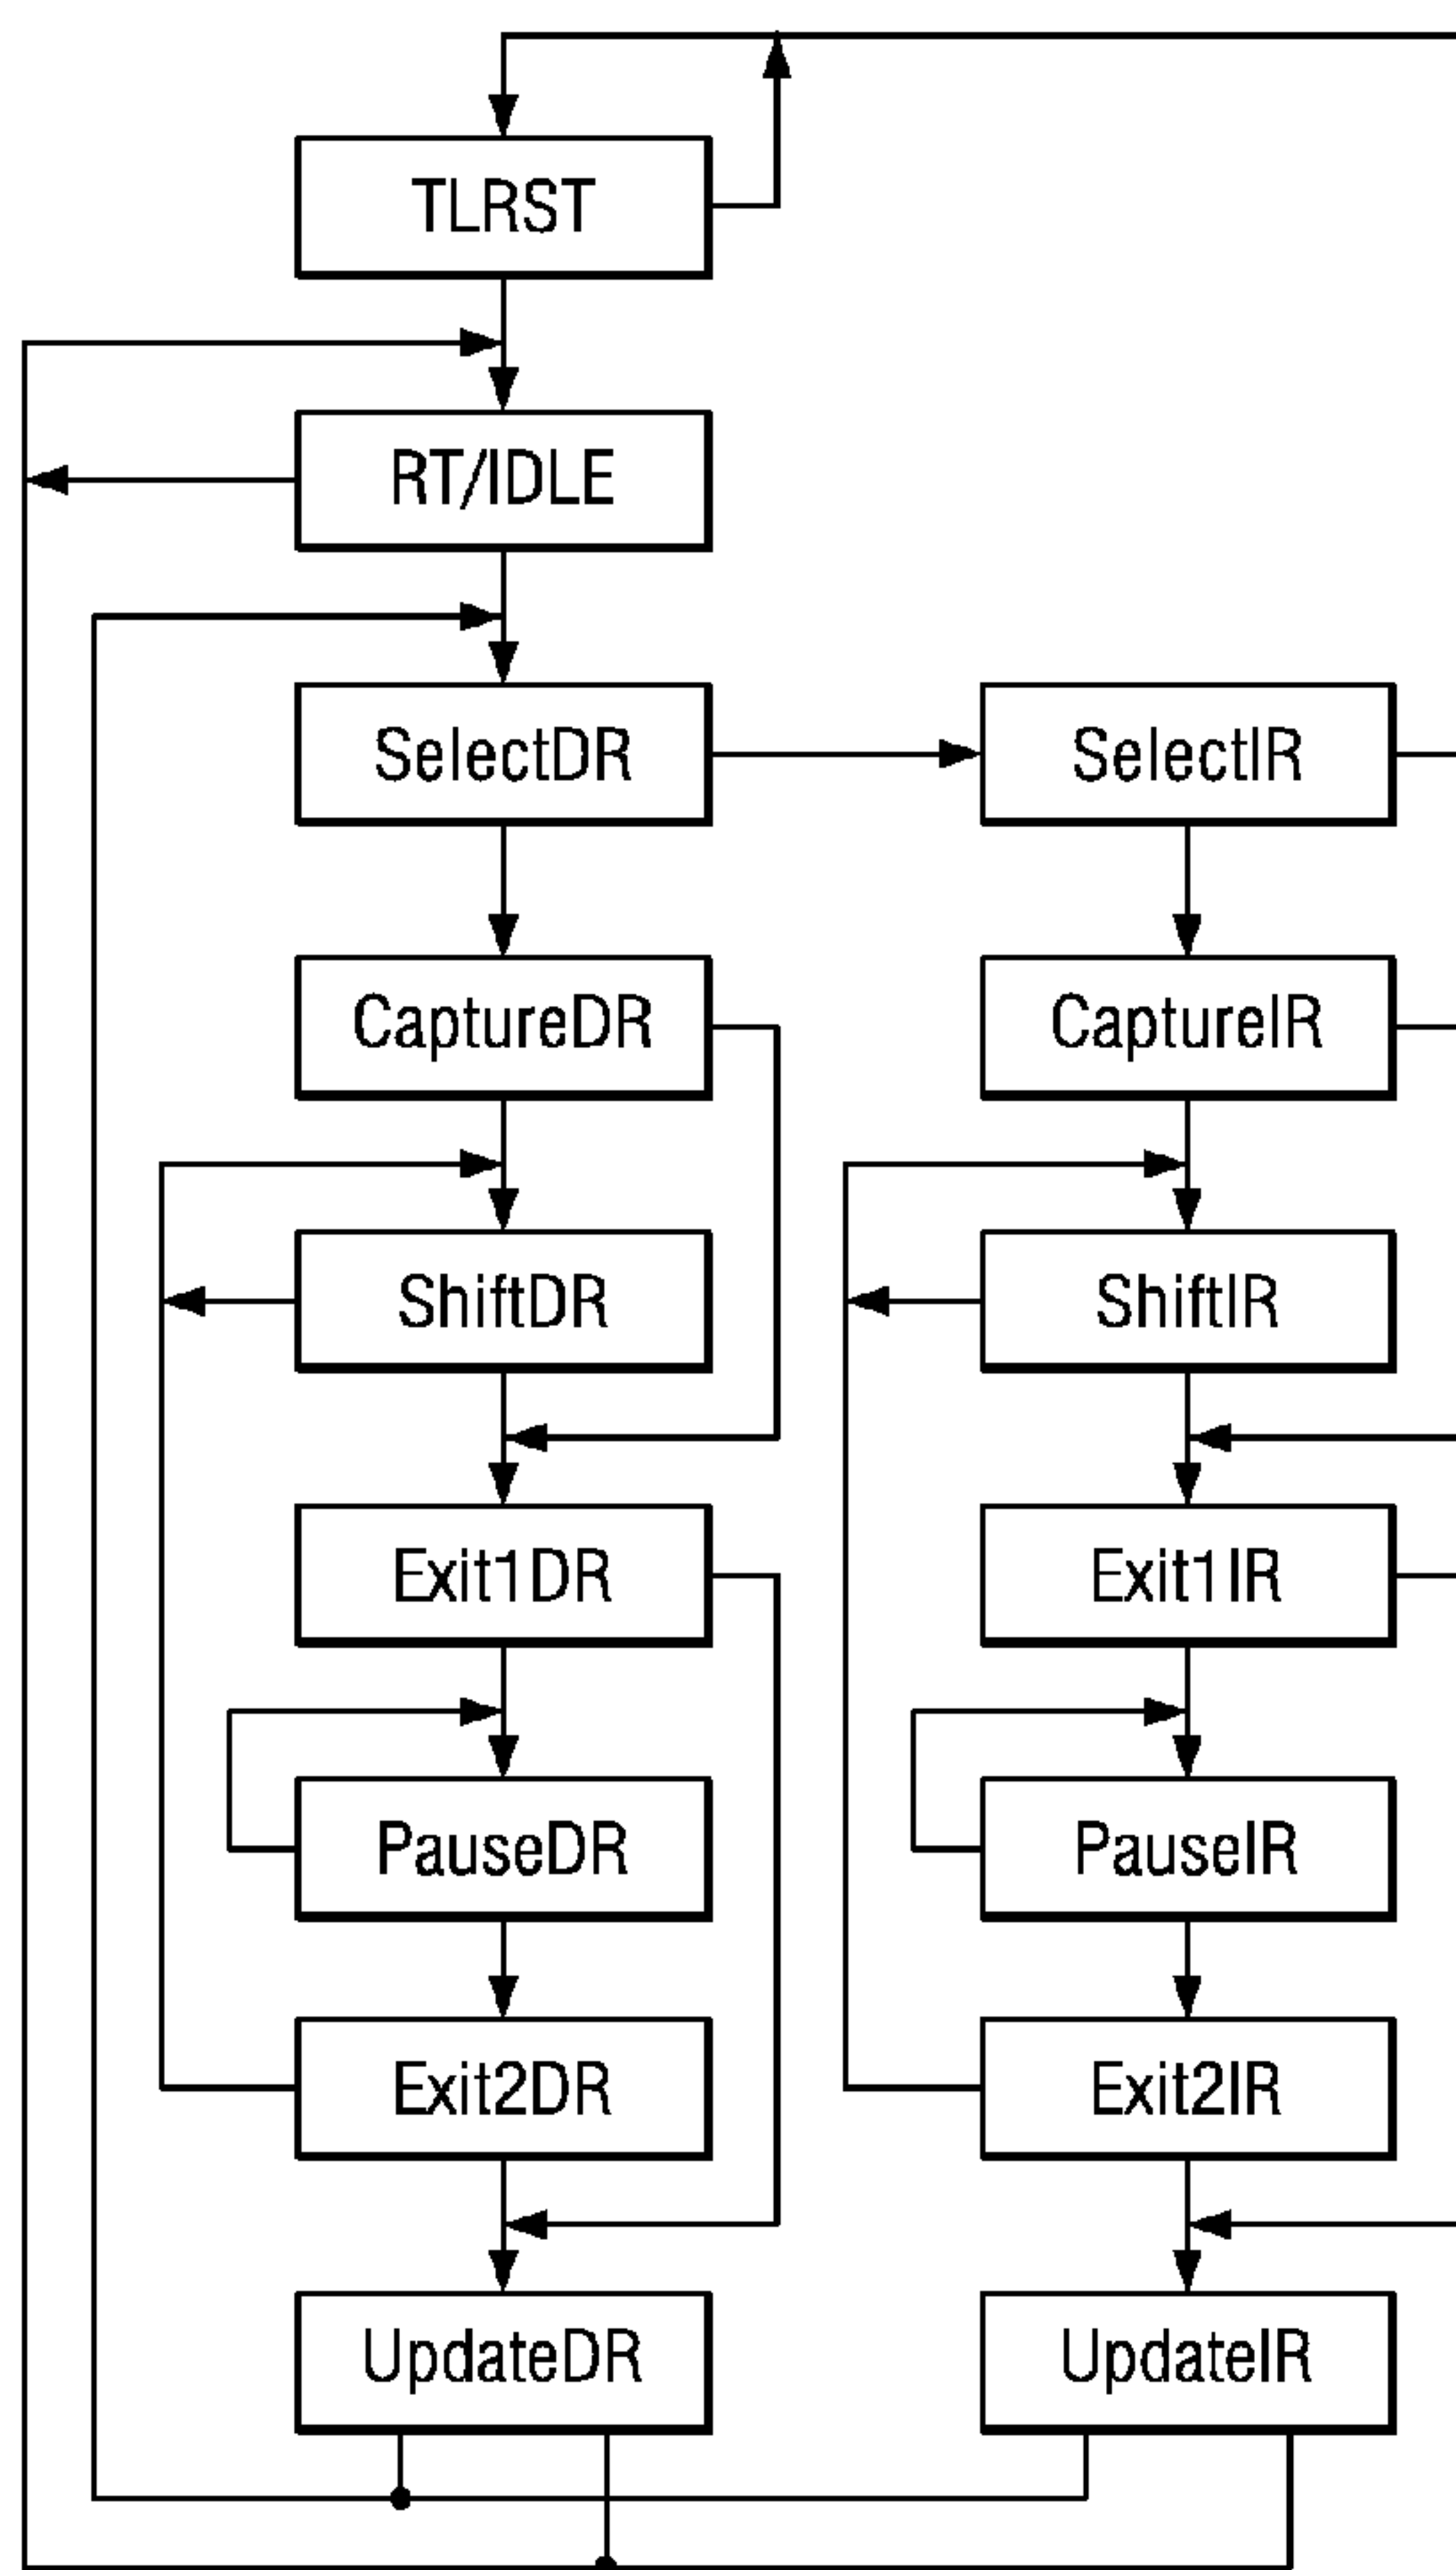 TLRST
RT/IDLE
SelectDR
SelectIR
CaptureDR
CaptureIR
ShiftDR
ShiftIR
Exit1DR
Exit1IR
PauseDR
PauseIR
Exit2DR
Exit2IR
UpdateDR
UpdateIR